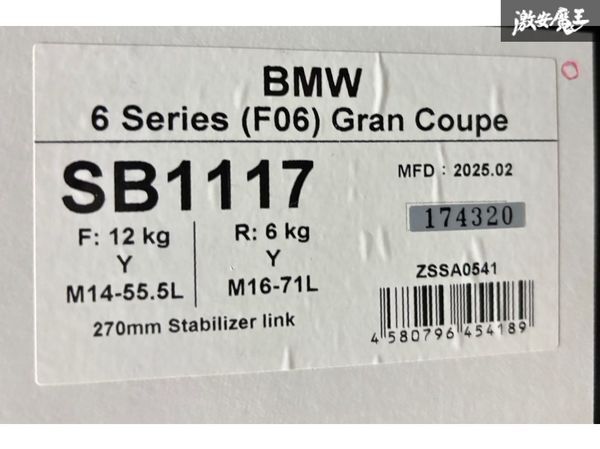 激安魔王
BMW
6 Series (F06) Gran Coupe
SB1117
MFD : 2025.02
174320
F: 12 kg
Y
M14-55.5L
R: 6 kg
Y
M16-71L
ZSSA0541
270mm Stabilizer link
4 580796 454189